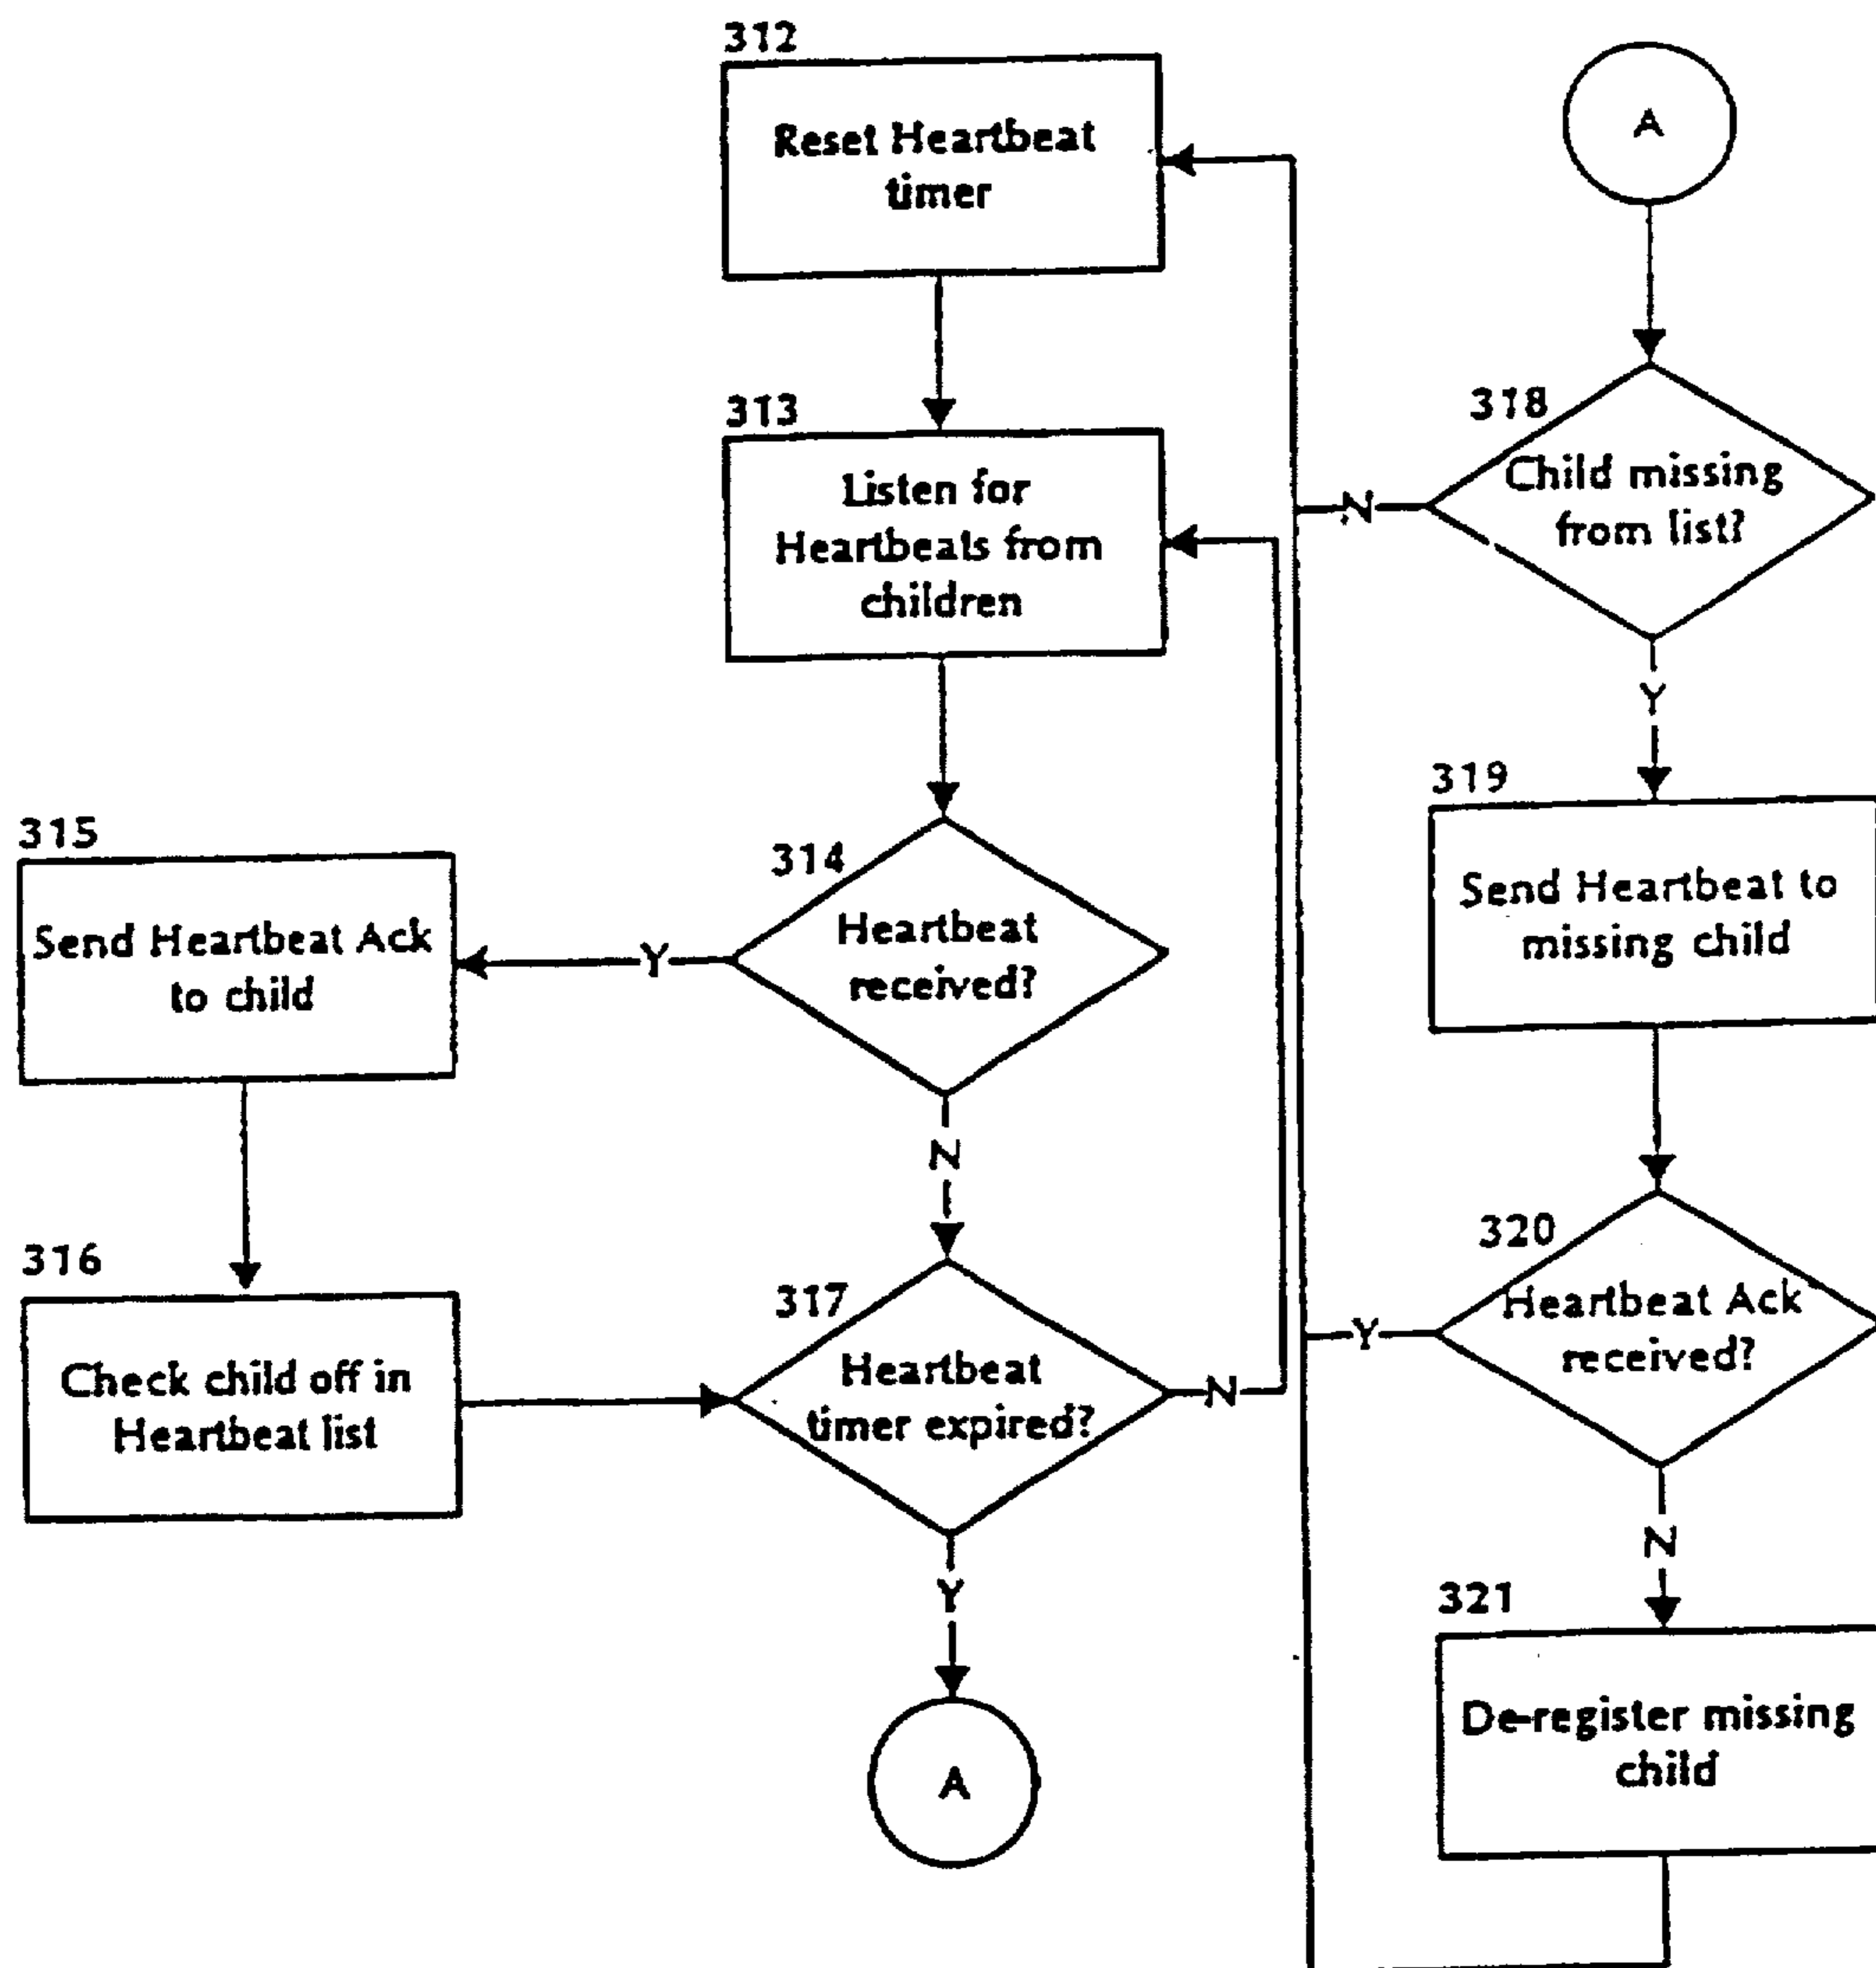 312
Reset Heartbeat
timer
313
Listen for
Heartbeats from
children
314
Heartbeat
received?
Y
N
315
Send Heartbeat Ack
to child
316
Check child off in
Heartbeat list
317
Heartbeat
timer expired?
N
Y
A
A
318
Child missing
from list?
N
Y
319
Send Heartbeat to
missing child
320
Heartbeat Ack
received?
Y
N
321
De-register missing
child